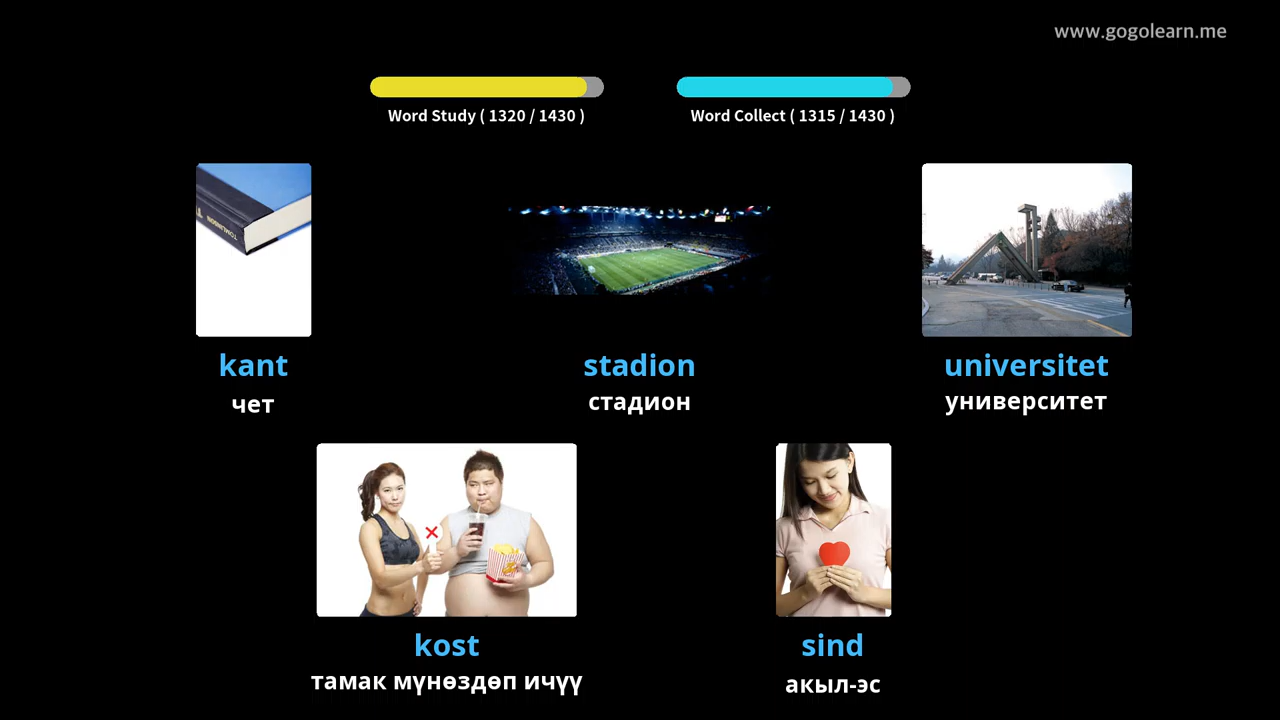 www.gogolearn.me
Word Study ( 1320 / 1430 )
Word Collect ( 1315 / 1430 )
TOMLINSON
kant
чет
stadion
стадион
universitet
университет
kost
тамак мүнөздөп ичүү
sind
акыл-эс